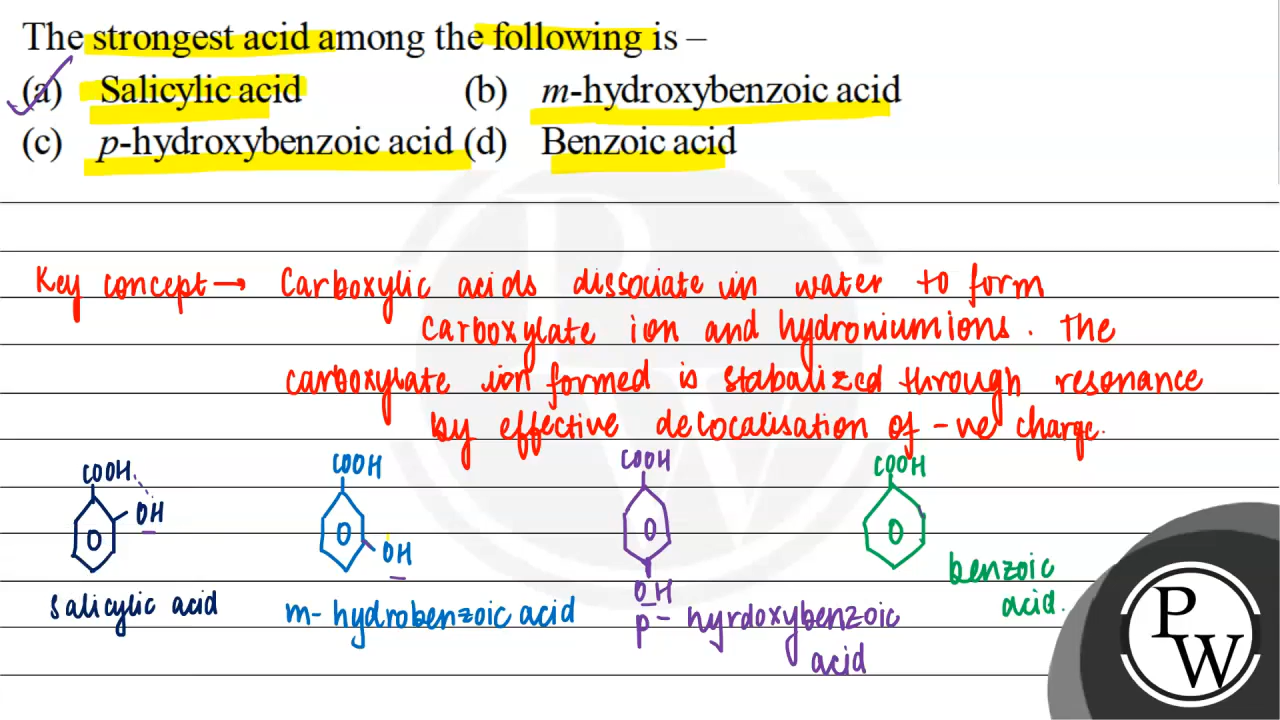 The strongest acid among the following is –
(a) Salicylic acid (b) m-hydroxybenzoic acid
(c) p-hydroxybenzoic acid (d) Benzoic acid
Key concept → Carboxylic acids dissociate in water to form
carboxylate ion and hydronium ions. The
carboxylate ion formed is stabalized through resonance
by effective delocalisation of -ve charge.
COOH COOH COOH COOH
OH
OH
OH
salicylic acid
m- hydrobenzoic acid
p- hyrdoxybenzoic
acid
benzoic
acid.
P
W